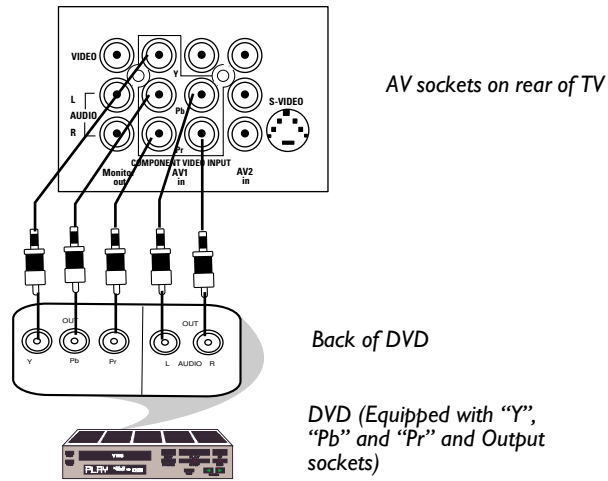 VIDEO
Y
L
AUDIO
R
Pb
Pr
S-VIDEO
COMPONENT VIDEO INPUT
Monitor
out
AV1
in
AV2
in
AV sockets on rear of TV
OUT
OUT
Y
Pb
Pr
L
AUDIO
R
Back of DVD
DVD (Equipped with “Y”,
“Pb” and “Pr” and Output
sockets)
PLAY